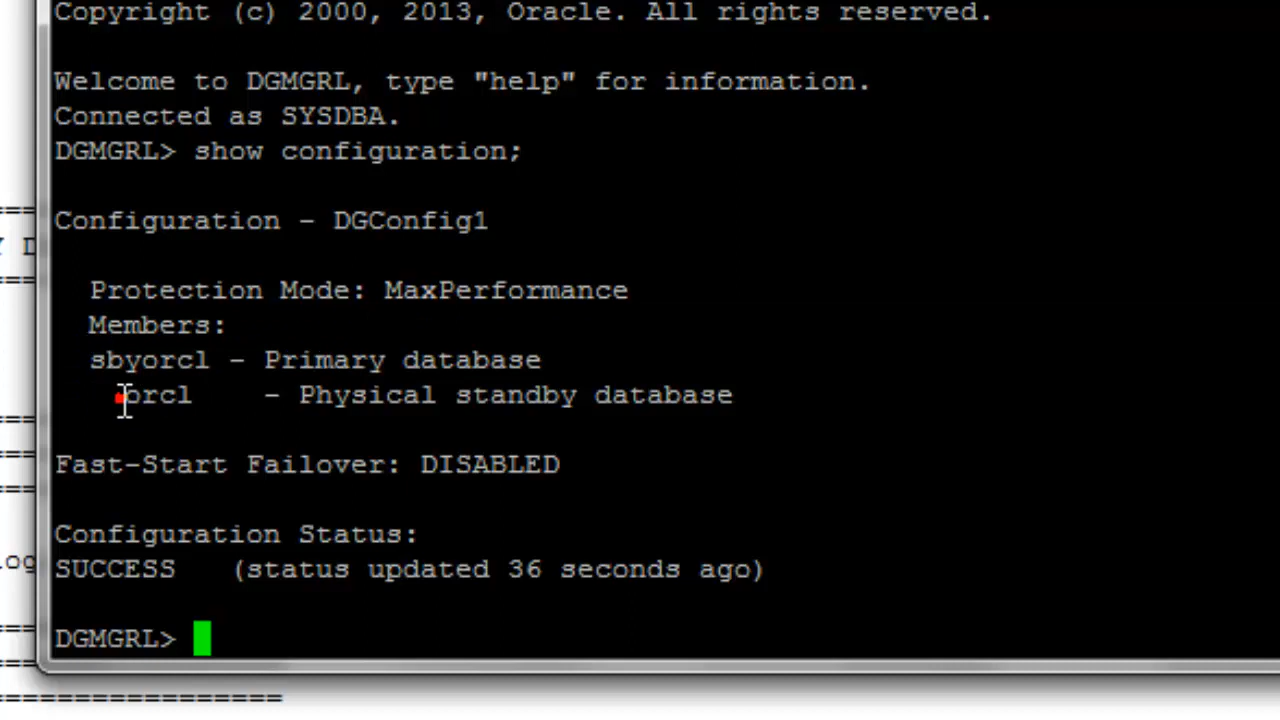 Copyright (c) 2000, 2013, Oracle. All rights reserved.
Welcome to DGMGRL, type "help" for information.
Connected as SYSDBA.
DGMGRL> show configuration;
Configuration - DGConfig1
Protection Mode: MaxPerformance
Members:
sbyorcl - Primary database
orcl - Physical standby database
Fast-Start Failover: DISABLED
Configuration Status:
SUCCESS (status updated 36 seconds ago)
DGMGRL>